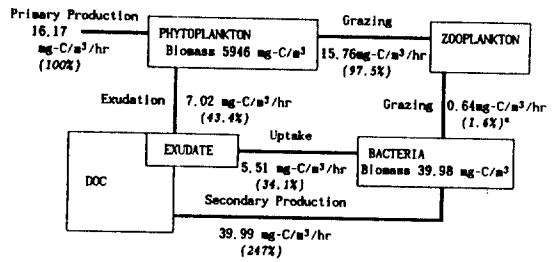 Primary Production
16.17
mg-C/m³/hr
(100%)
PHYTOPLANKTON
Biomass 5946 mg-C/m³
Grazing
15.76mg-C/m³/hr
(97.5%)
ZOOPLANKTON
Exudation
7.02 mg-C/m³/hr
(43.4%)
Grazing
0.64mg-C/m³/hr
(1.6%)*
EXUDATE
Uptake
5.51 mg-C/m³/hr
(34.1%)
BACTERIA
Biomass 39.98 mg-C/m³
DOC
Secondary Production
39.99 mg-C/m³/hr
(247%)